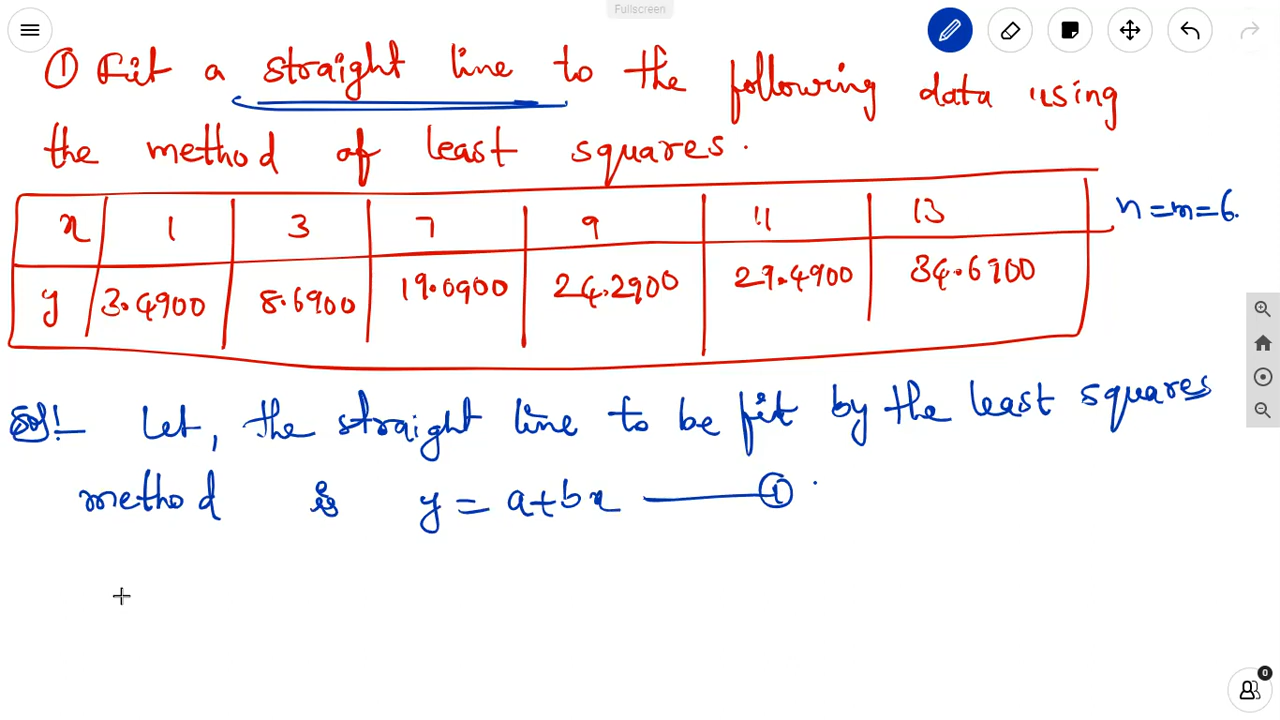 Fullscreen
① Fit a straight line to the following data using
the method of least squares.
x 1 3 7 9 11 13
n=m=6.
y 3.4900 8.6900 19.0900 24.2900 29.4900 34.6900
Sol! Let, the straight line to be fit by the least squares
method is y = a+bx ①
0